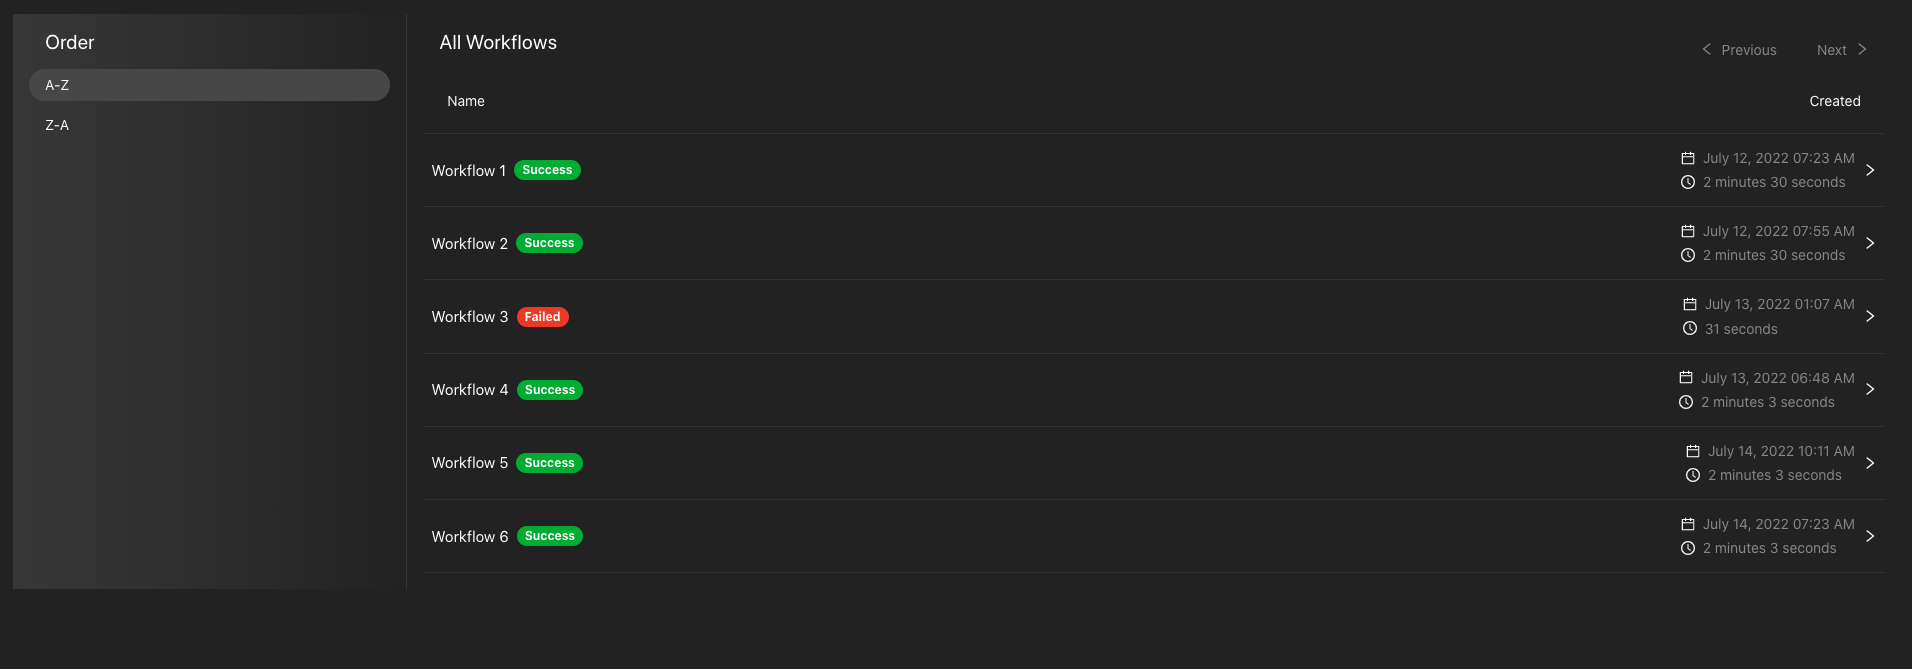 Order
A-Z
Z-A
All Workflows
Previous Next
Name Created
Workflow 1 Success
July 12, 2022 07:23 AM
2 minutes 30 seconds
Workflow 2 Success
July 12, 2022 07:55 AM
2 minutes 30 seconds
Workflow 3 Failed
July 13, 2022 01:07 AM
31 seconds
Workflow 4 Success
July 13, 2022 06:48 AM
2 minutes 3 seconds
Workflow 5 Success
July 14, 2022 10:11 AM
2 minutes 3 seconds
Workflow 6 Success
July 14, 2022 07:23 AM
2 minutes 3 seconds